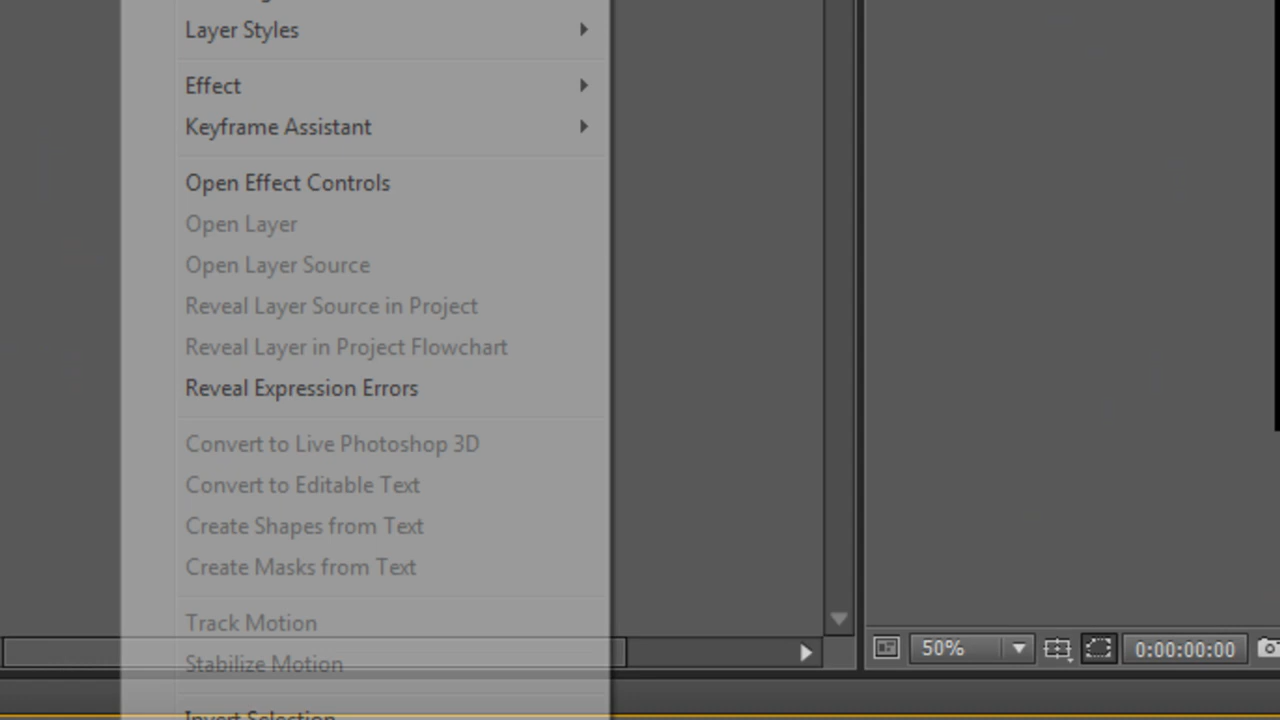 Layer Styles
Effect
Keyframe Assistant
Open Effect Controls
Open Layer
Open Layer Source
Reveal Layer Source in Project
Reveal Layer in Project Flowchart
Reveal Expression Errors
Convert to Live Photoshop 3D
Convert to Editable Text
Create Shapes from Text
Create Masks from Text
Track Motion
Stabilize Motion
Invert Selection
50%
0:00:00:00